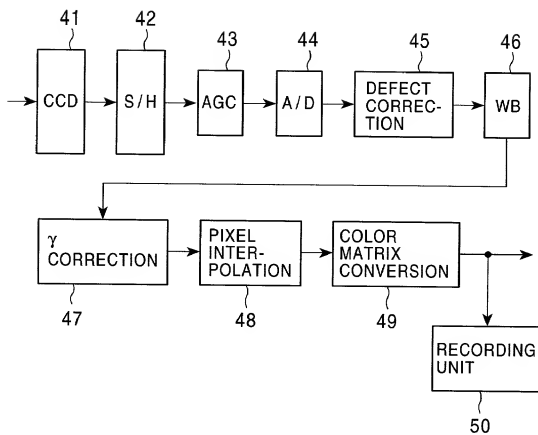 41
42
43
44
45
46
CCD
S/H
AGC
A/D
DEFECT
CORREC-
TION
WB
γ
CORRECTION
PIXEL
INTER-
POLATION
COLOR
MATRIX
CONVERSION
47
48
49
RECORDING
UNIT
50